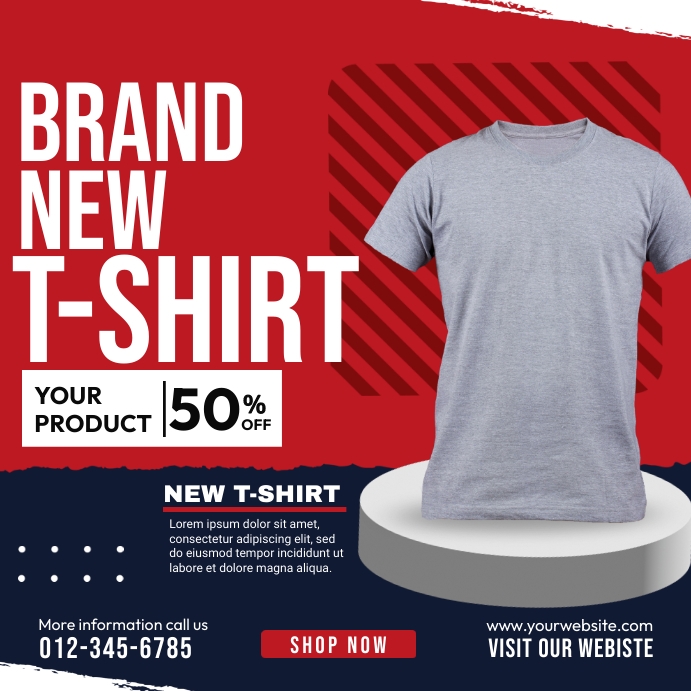 BRAND
NEW
T-SHIRT
YOUR
PRODUCT
50%
OFF
NEW T-SHIRT
Lorem ipsum dolor sit amet,
consectetur adipiscing elit, sed
do eiusmod tempor incididunt ut
labore et dolore magna aliqua.
More information call us
012-345-6785
SHOP NOW
www.yourwebsite.com
VISIT OUR WEBISTE